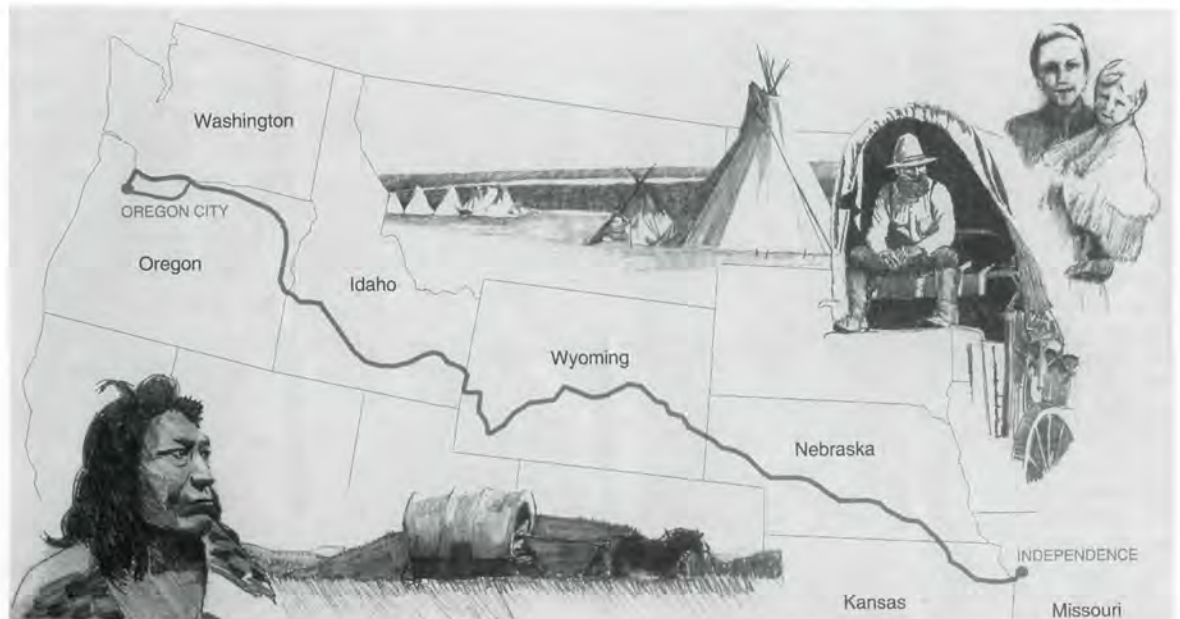 Washington
OREGON CITY
Oregon
Idaho
Wyoming
Nebraska
INDEPENDENCE
Kansas
Missouri